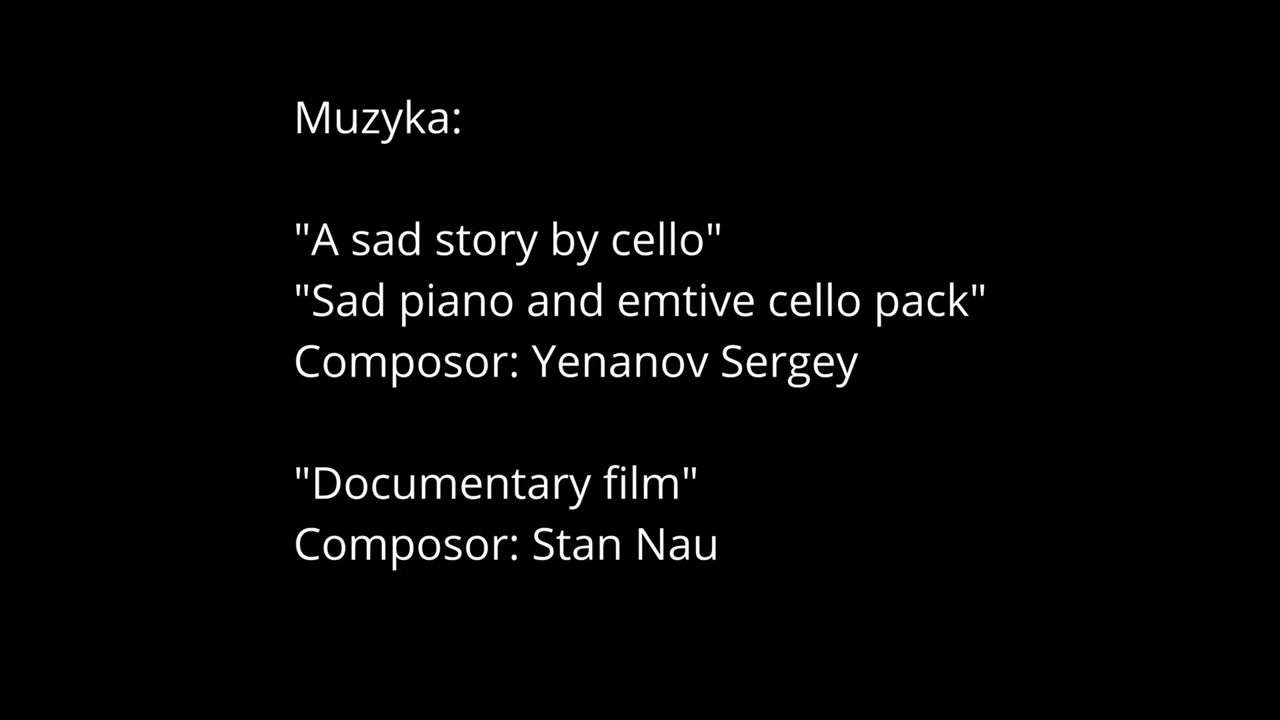 Muzyka:
"A sad story by cello"
"Sad piano and emtive cello pack"
Composor: Yenanov Sergey
"Documentary film"
Composor: Stan Nau